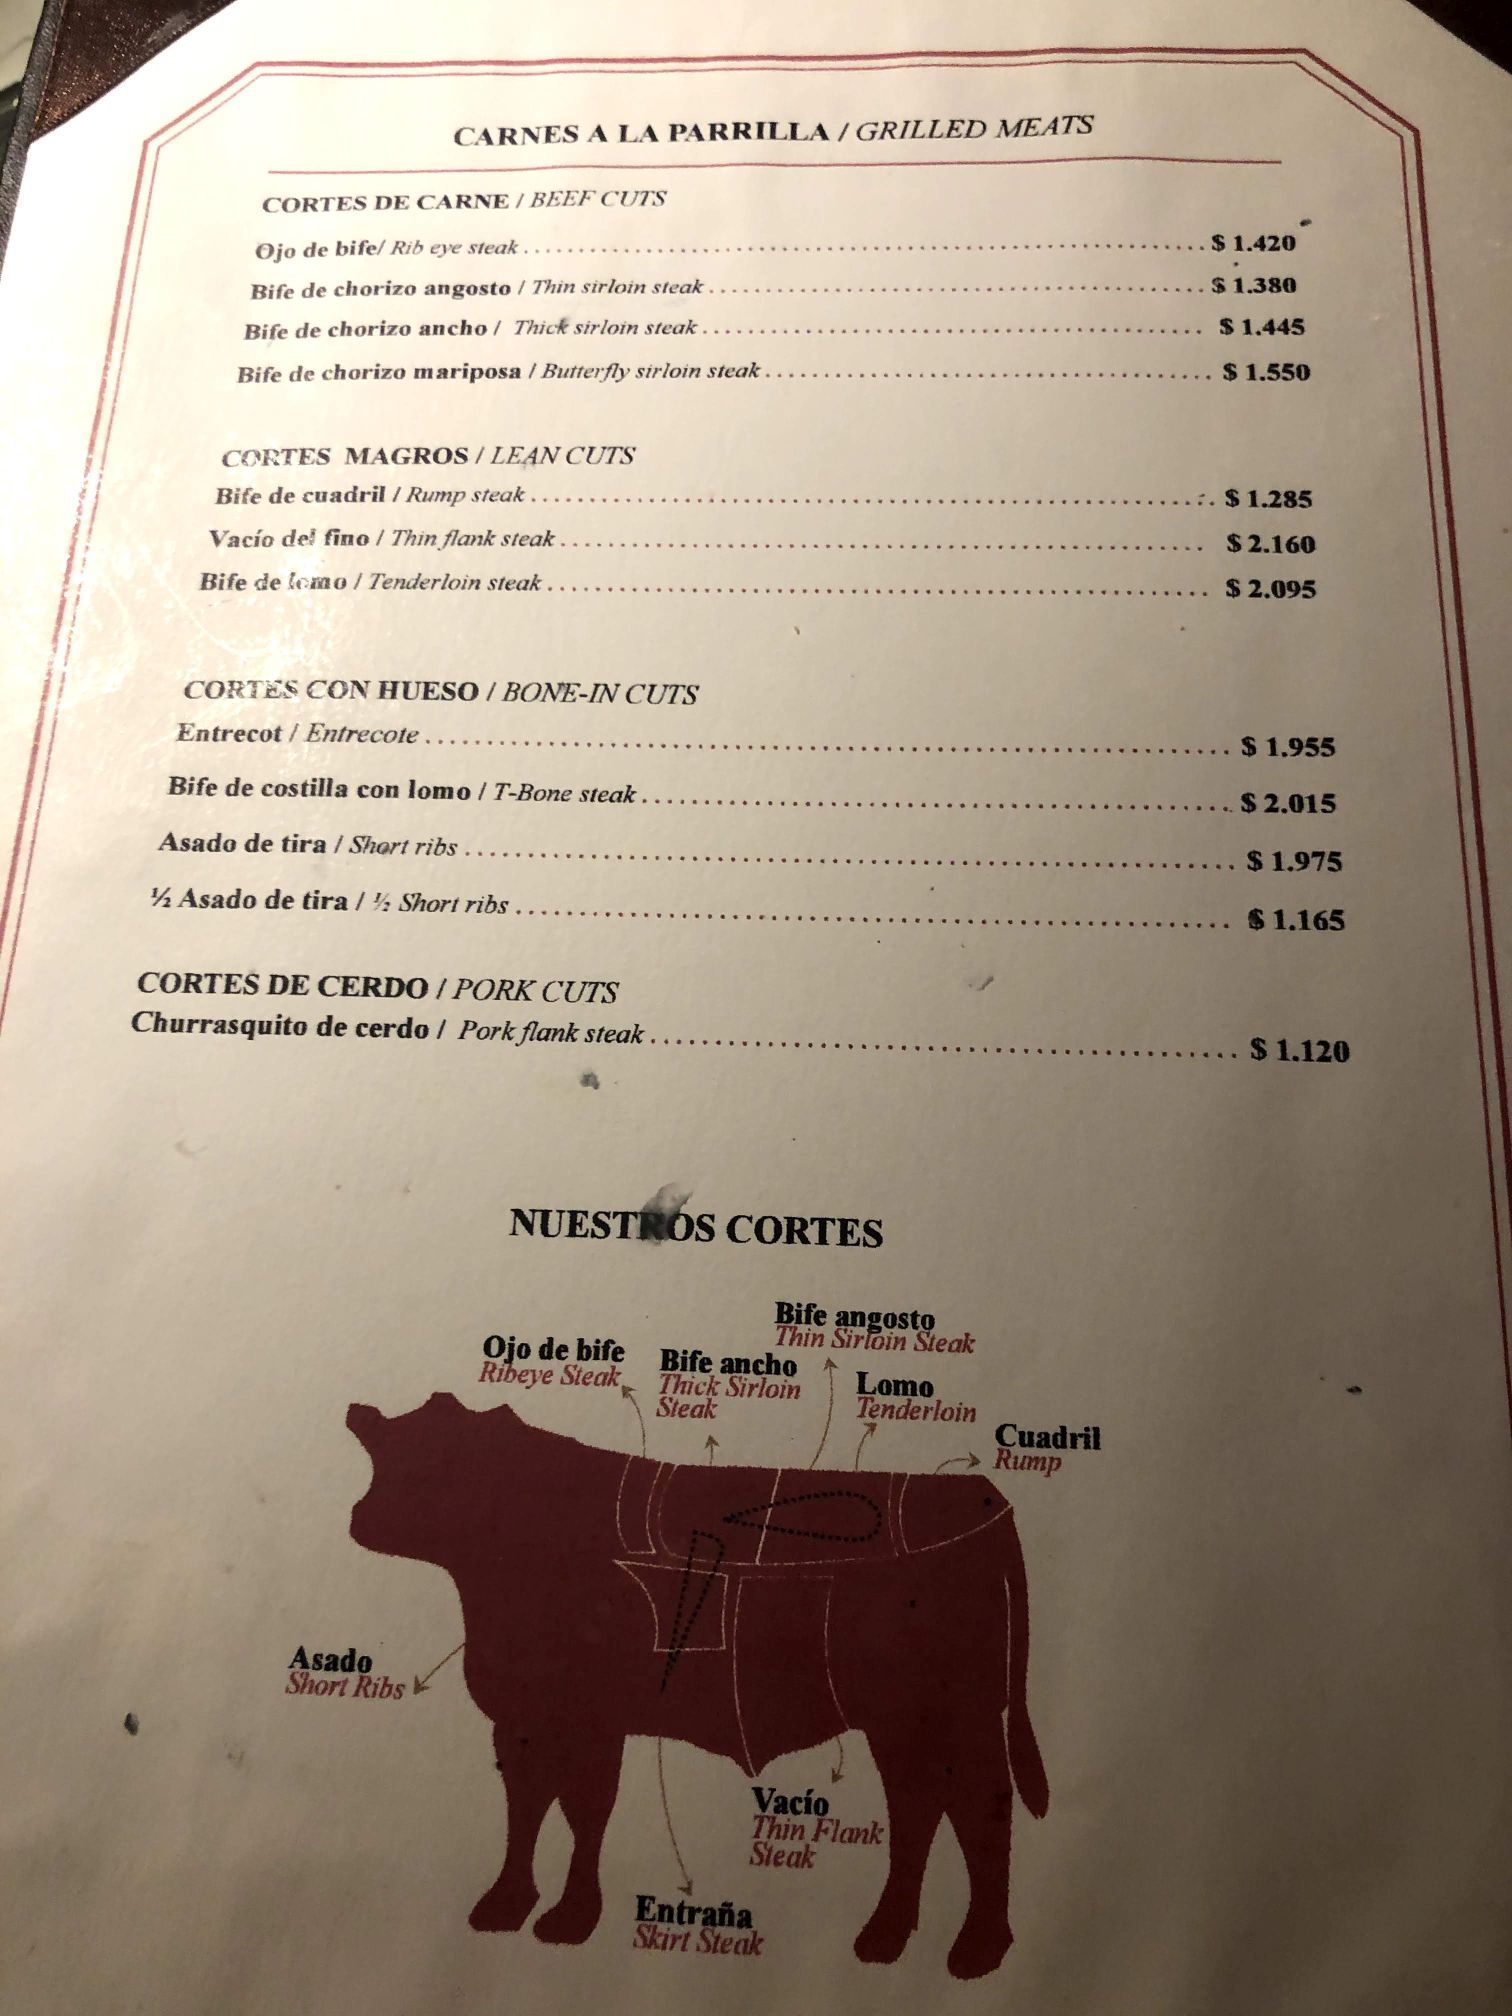 CARNES A LA PARRILLA / GRILLED MEATS
CORTES DE CARNE / BEEF CUTS
Ojo de bife/ Rib eye steak ........ $ 1.420
Bife de chorizo angosto / Thin sirloin steak ........ $ 1.380
Bife de chorizo ancho / Thick sirloin steak ........ $ 1.445
Bife de chorizo mariposa / Butterfly sirloin steak ........ $ 1.550
CORTES MAGROS / LEAN CUTS
Bife de cuadril / Rump steak ........ $ 1.285
Vacío del fino / Thin flank steak ........ $ 2.160
Bife de lomo / Tenderloin steak ........ $ 2.095
CORTES CON HUESO / BONE-IN CUTS
Entrecot / Entrecote ........ $ 1.955
Bife de costilla con lomo / T-Bone steak ........ $ 2.015
Asado de tira / Short ribs ........ $ 1.975
½ Asado de tira / ½ Short ribs ........ $ 1.165
CORTES DE CERDO / PORK CUTS
Churrasquito de cerdo / Pork flank steak ........ $ 1.120
NUESTROS CORTES
Bife angosto
Thin Sirloin Steak
Ojo de bife
Ribeye Steak
Bife ancho
Thick Sirloin
Steak
Lomo
Tenderloin
Cuadril
Rump
Asado
Short Ribs
Vacío
Thin Flank
Steak
Entraña
Skirt Steak